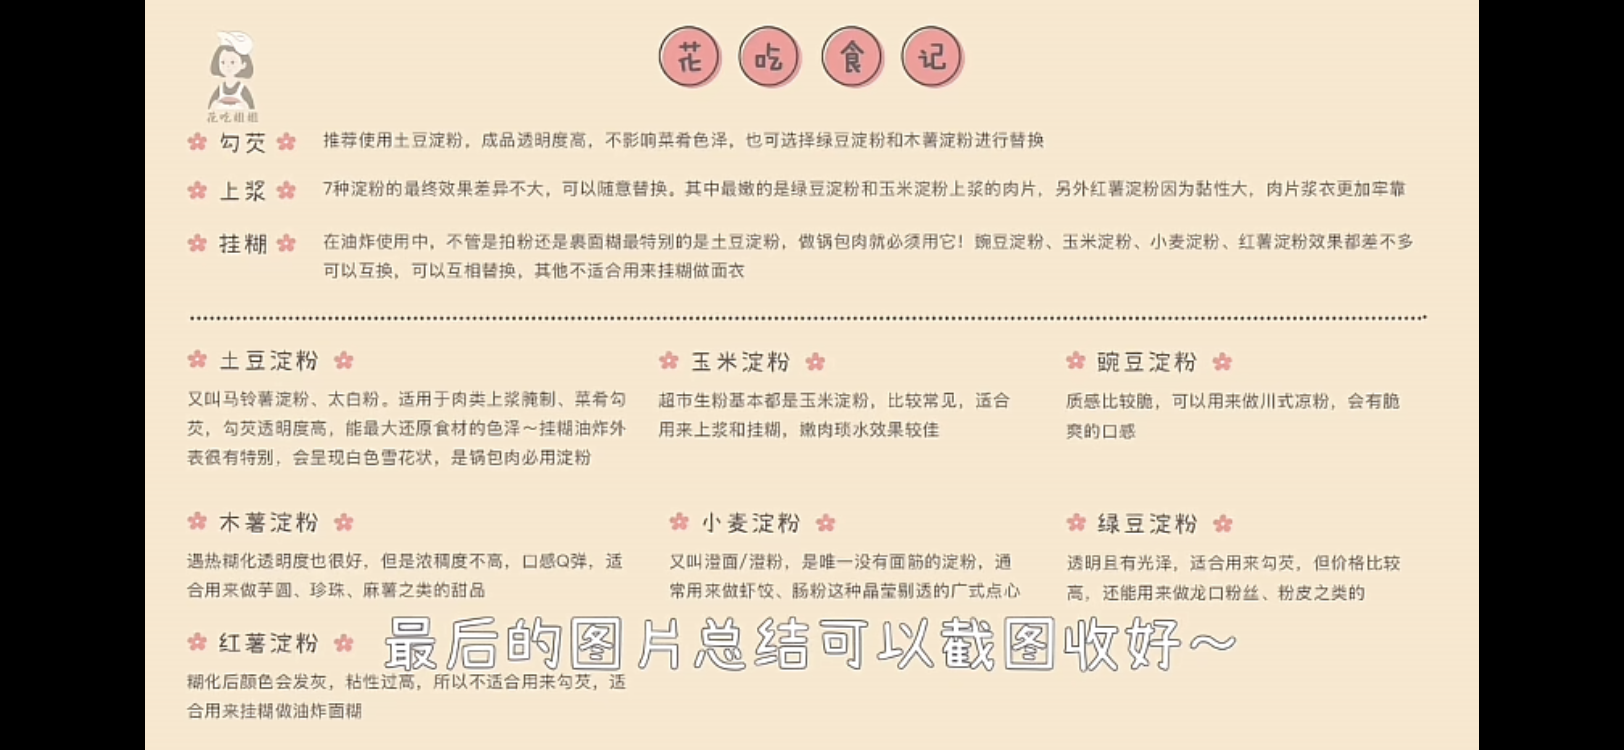 花吃食记
花吃姐姐
勾芡
推荐使用土豆淀粉，成品透明度高，不影响菜肴色泽，也可选择绿豆淀粉和木薯淀粉进行替换
上浆
7种淀粉的最终效果差异不大，可以随意替换。其中最嫩的是绿豆淀粉和玉米淀粉上浆的肉片，另外红薯淀粉因为黏性大，肉片浆衣更加牢靠
挂糊
在油炸使用中，不管是拍粉还是裹面糊最特别的是土豆淀粉，做锅包肉就必须用它！豌豆淀粉、玉米淀粉、小麦淀粉、红薯淀粉效果都差不多
可以互换，可以互相替换，其他不适合用来挂糊做面衣
土豆淀粉
又叫马铃薯淀粉、太白粉。适用于肉类上浆腌制、菜肴勾
芡，勾芡透明度高，能最大还原食材的色泽～挂糊油炸外
表很有特别，会呈现白色雪花状，是锅包肉必用淀粉
玉米淀粉
超市生粉基本都是玉米淀粉，比较常见，适合
用来上浆和挂糊，嫩肉琐水效果较佳
豌豆淀粉
质感比较脆，可以用来做川式凉粉，会有脆
爽的口感
木薯淀粉
遇热糊化透明度也很好，但是浓稠度不高，口感Q弹，适
合用来做芋圆、珍珠、麻薯之类的甜品
小麦淀粉
又叫澄面/澄粉，是唯一没有面筋的淀粉，通
常用来做虾饺、肠粉这种晶莹剔透的广式点心
绿豆淀粉
透明且有光泽，适合用来勾芡，但价格比较
高，还能用来做龙口粉丝、粉皮之类的
红薯淀粉
糊化后颜色会发灰，粘性过高，所以不适合用来勾芡，适
合用来挂糊做油炸面糊
最后的图片总结可以截图收好～